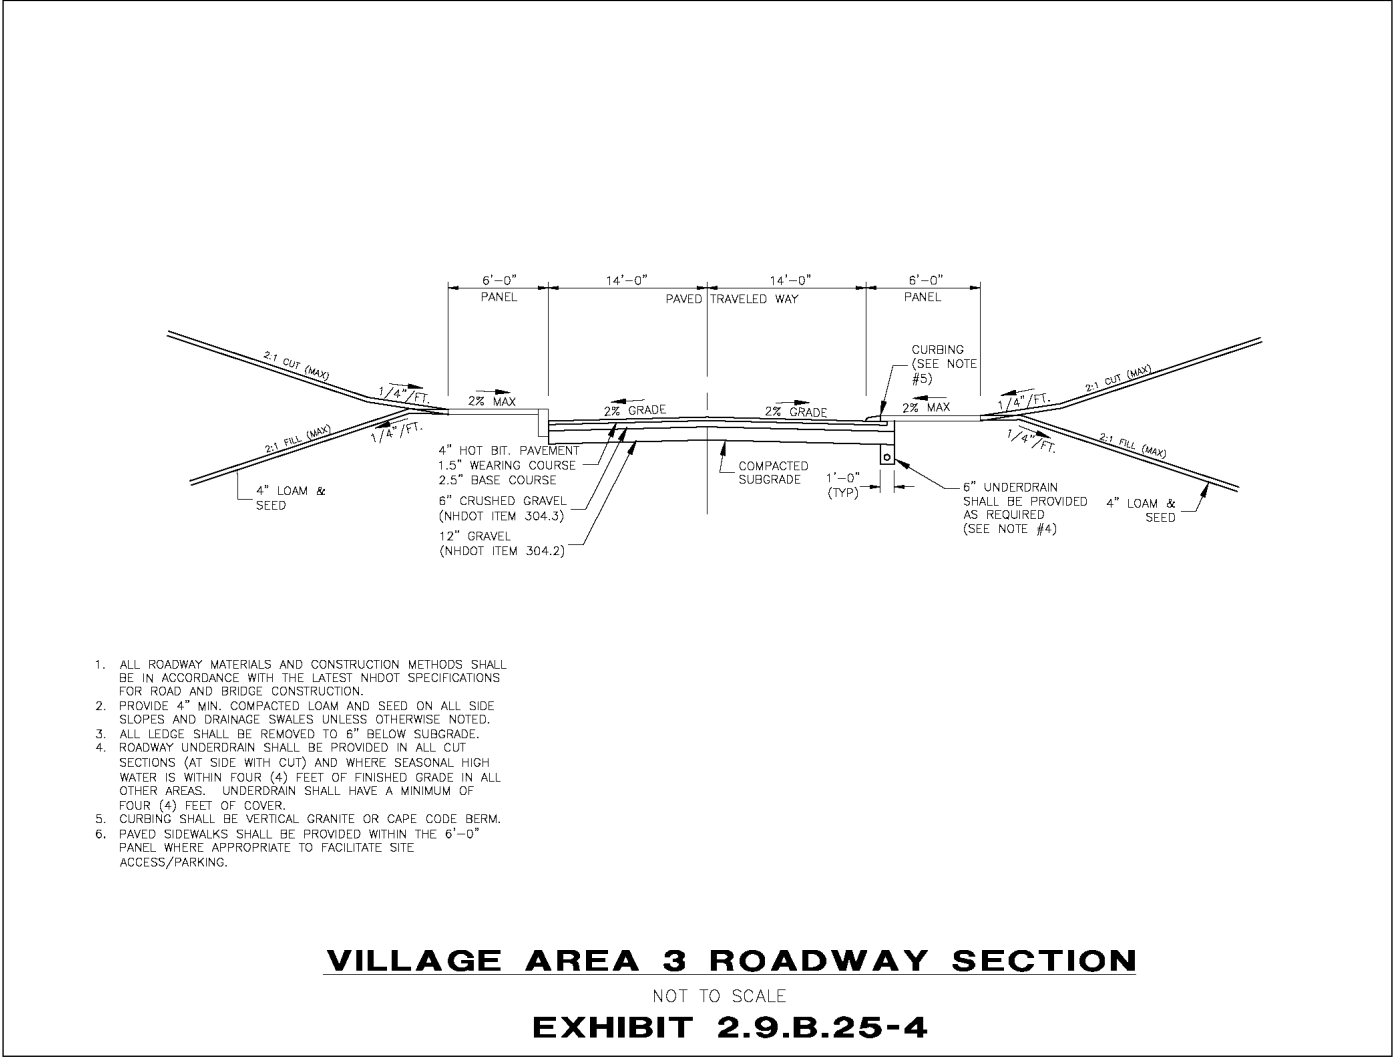 6'-0" 14'-0" 14'-0" 6'-0"
PANEL PAVED TRAVELED WAY PANEL
CURBING
(SEE NOTE
#5)
2:1 CUT (MAX)
1/4"/FT.
2% MAX
2% GRADE
2% GRADE
2% MAX
1/4"/FT.
2:1 CUT (MAX)
2:1 FILL (MAX)
1/4"/FT.
1/4"/FT.
2:1 FILL (MAX)
4" LOAM &
SEED
4" HOT BIT. PAVEMENT
1.5" WEARING COURSE
2.5" BASE COURSE
6" CRUSHED GRAVEL
(NHDOT ITEM 304.3)
12" GRAVEL
(NHDOT ITEM 304.2)
COMPACTED
SUBGRADE
1'-0"
(TYP)
6" UNDERDRAIN
SHALL BE PROVIDED
AS REQUIRED
(SEE NOTE #4)
4" LOAM &
SEED
1. ALL ROADWAY MATERIALS AND CONSTRUCTION METHODS SHALL
BE IN ACCORDANCE WITH THE LATEST NHDOT SPECIFICATIONS
FOR ROAD AND BRIDGE CONSTRUCTION.
2. PROVIDE 4" MIN. COMPACTED LOAM AND SEED ON ALL SIDE
SLOPES AND DRAINAGE SWALES UNLESS OTHERWISE NOTED.
3. ALL LEDGE SHALL BE REMOVED TO 6" BELOW SUBGRADE.
4. ROADWAY UNDERDRAIN SHALL BE PROVIDED IN ALL CUT
SECTIONS (AT SIDE WITH CUT) AND WHERE SEASONAL HIGH
WATER IS WITHIN FOUR (4) FEET OF FINISHED GRADE IN ALL
OTHER AREAS. UNDERDRAIN SHALL HAVE A MINIMUM OF
FOUR (4) FEET OF COVER.
5. CURBING SHALL BE VERTICAL GRANITE OR CAPE CODE BERM.
6. PAVED SIDEWALKS SHALL BE PROVIDED WITHIN THE 6'-0"
PANEL WHERE APPROPRIATE TO FACILITATE SITE
ACCESS/PARKING.
VILLAGE AREA 3 ROADWAY SECTION
NOT TO SCALE
EXHIBIT 2.9.B.25-4